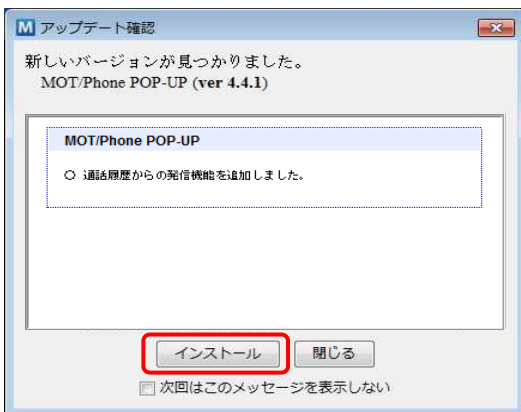 M アップデート確認
新しいバージョンが見つかりました。
MOT/Phone POP-UP (ver 4.4.1)
MOT/Phone POP-UP
○ 通話履歴からの発信機能を追加しました。
インストール 閉じる
次回はこのメッセージを表示しない